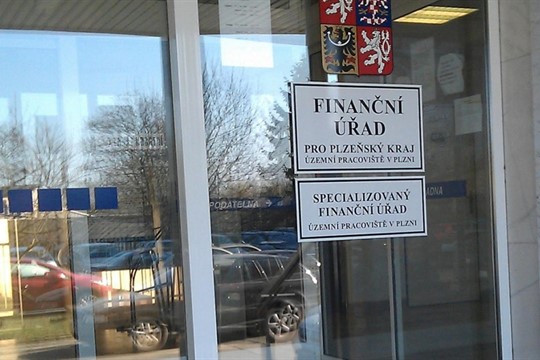 FINANČNÍ
ÚŘAD
PRO PLZEŇSKÝ KRAJ
ÚZEMNÍ PRACOVIŠTĚ V PLZNI
SPECIALIZOVANÝ
FINANČNÍ ÚŘAD
ÚZEMNÍ PRACOVIŠTĚ V PLZNI
PODATELNA →